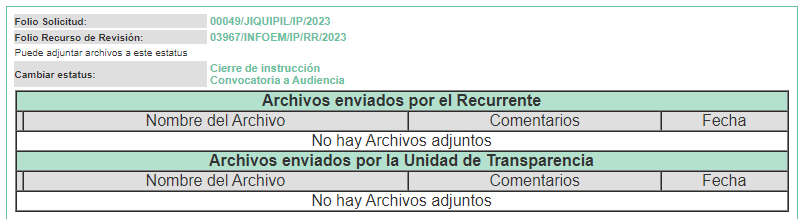 Folio Solicitud: 00049/JIQUIPIL/IP/2023
Folio Recurso de Revisión: 03967/INFOEM/IP/RR/2023
Puede adjuntar archivos a este estatus
Cambiar estatus: Cierre de instrucción
Convocatoria a Audiencia
Archivos enviados por el Recurrente
Nombre del Archivo Comentarios Fecha
No hay Archivos adjuntos
Archivos enviados por la Unidad de Transparencia
Nombre del Archivo Comentarios Fecha
No hay Archivos adjuntos